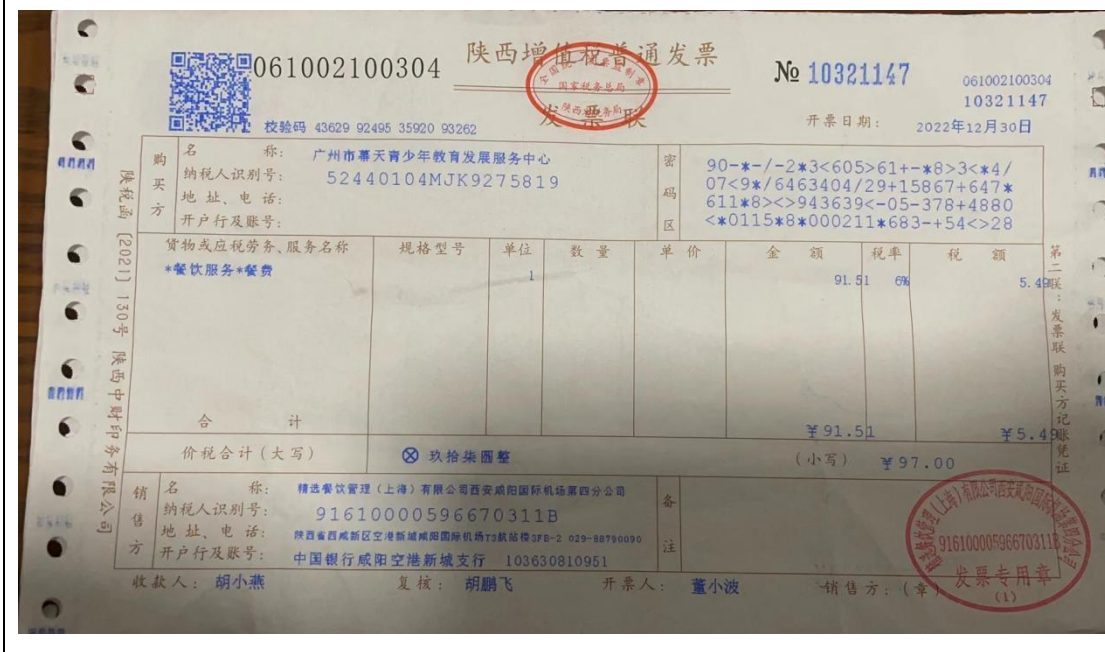 陕西增值税普通发票
061002100304
№ 10321147
061002100304
10321147
发票联
校验码 43629 92495 35920 93262
开票日期: 2022年12月30日
购买方
名 称: 广州市幕天青少年教育发展服务中心
纳税人识别号: 52440104MJK9275819
地 址、电 话:
开户行及账号:
密码区
90-*-/-2*3<605>61+-*8>3<*4/
07<9*/6463404/29+15867+647*
611*8><>943639<-05-378+4880
<*0115*8*000211*683-+54<>28
货物或应税劳务、服务名称 规格型号 单位 数 量 单 价 金 额 税率 税 额
*餐饮服务*餐费 1 91.51 6% 5.49
合 计 ¥91.51 ¥5.49
价税合计(大写) ⊗ 玖拾柒圆整 (小写) ¥97.00
销售方
名 称: 精选餐饮管理(上海)有限公司西安咸阳国际机场第四分公司
纳税人识别号: 91610000596670311B
地 址、电 话: 陕西省西咸新区空港新城咸阳国际机场T3航站楼3FB-2 029-88790090
开户行及账号: 中国银行咸阳空港新城支行 103630810951
备注
收款人: 胡小燕 复核: 胡鹏飞 开票人: 董小波 销售方:(章)
陕税函〔2021〕130号 陕西中财印务有限公司
第二联:发票联 购买方记账凭证
国家税务总局
陕西省税务局
91610000596670311B
发票专用章
(1)